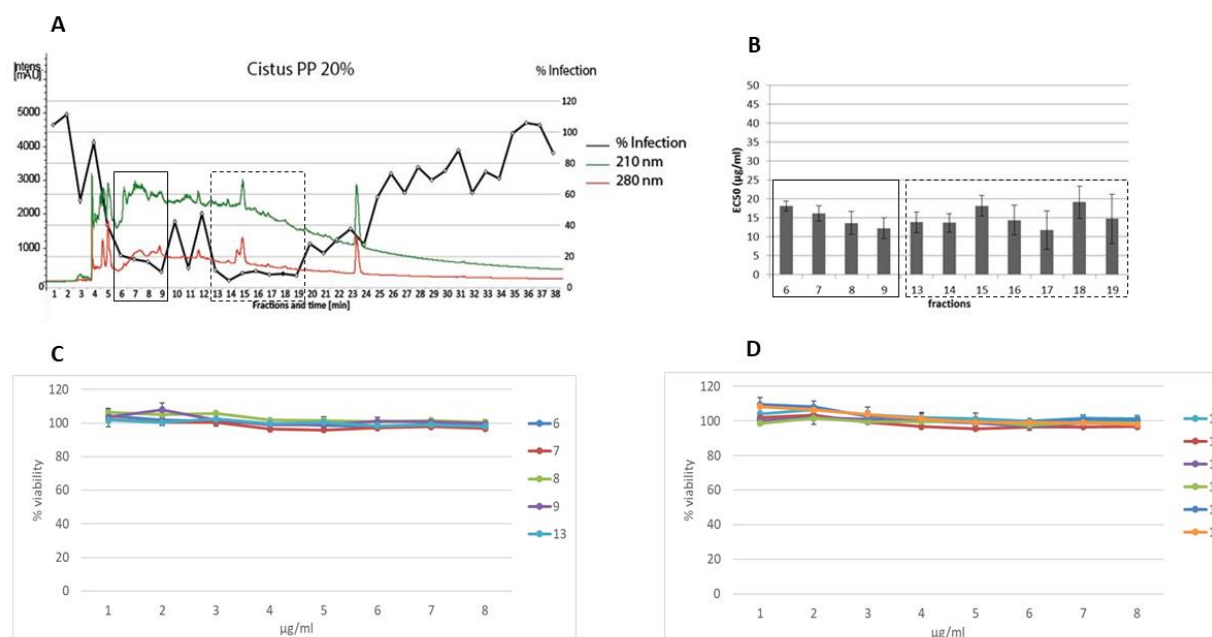 A
Intens
[mAU]
Cistus PP 20%
% Infection
5000
4000
3000
2000
1000
0
120
100
80
60
40
20
0
% Infection
210 nm
280 nm
1 2 3 4 5 6 7 8 9 10 11 12 13 14 15 16 17 18 19 20 21 22 23 24 25 26 27 28 29 30 31 32 33 34 35 36 37 38
Fractions and time [min]
B
EC50 (µg/ml)
50
45
40
35
30
25
20
15
10
5
0
6 7 8 9 13 14 15 16 17 18 19
fractions
C
% viability
120
100
80
60
40
20
0
1 2 3 4 5 6 7 8
µg/ml
6
7
8
9
13
D
% viability
120
100
80
60
40
20
0
1 2 3 4 5 6 7 8
µg/ml
1
1
1
1
1
1